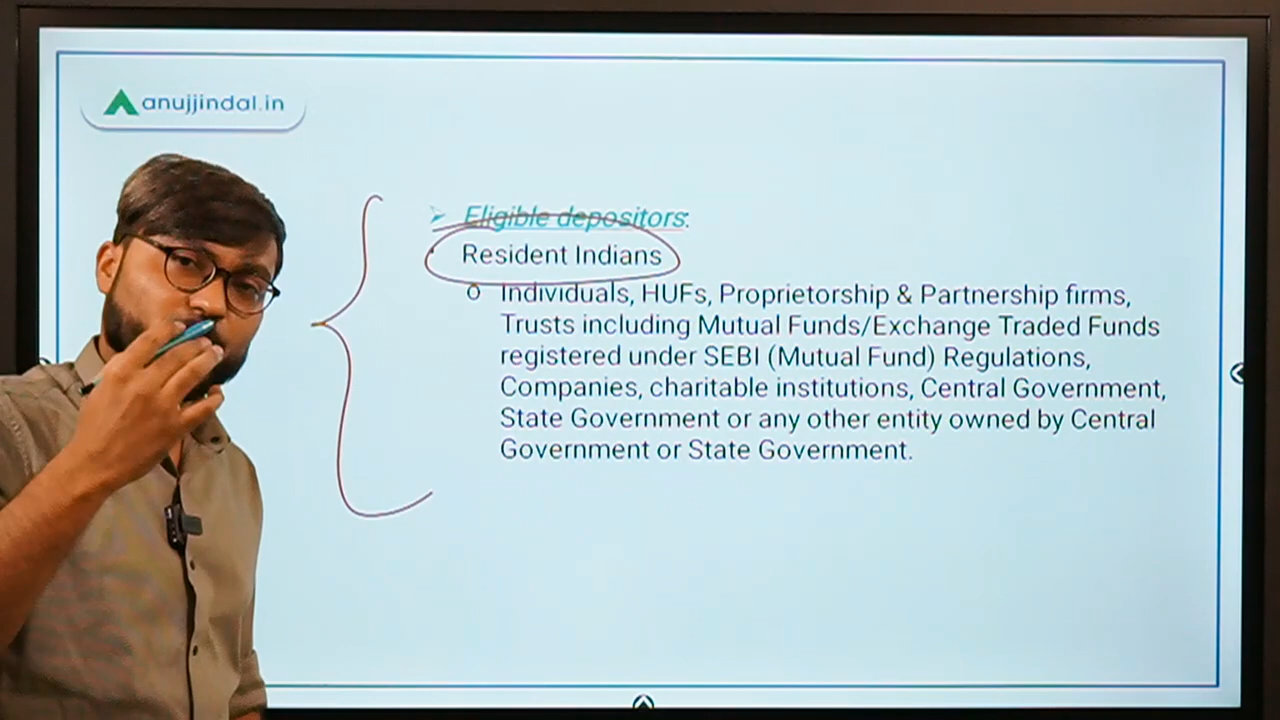 anujjindal.in
Eligible depositors:
Resident Indians
Individuals, HUFs, Proprietorship & Partnership firms,
Trusts including Mutual Funds/Exchange Traded Funds
registered under SEBI (Mutual Fund) Regulations,
Companies, charitable institutions, Central Government,
State Government or any other entity owned by Central
Government or State Government.